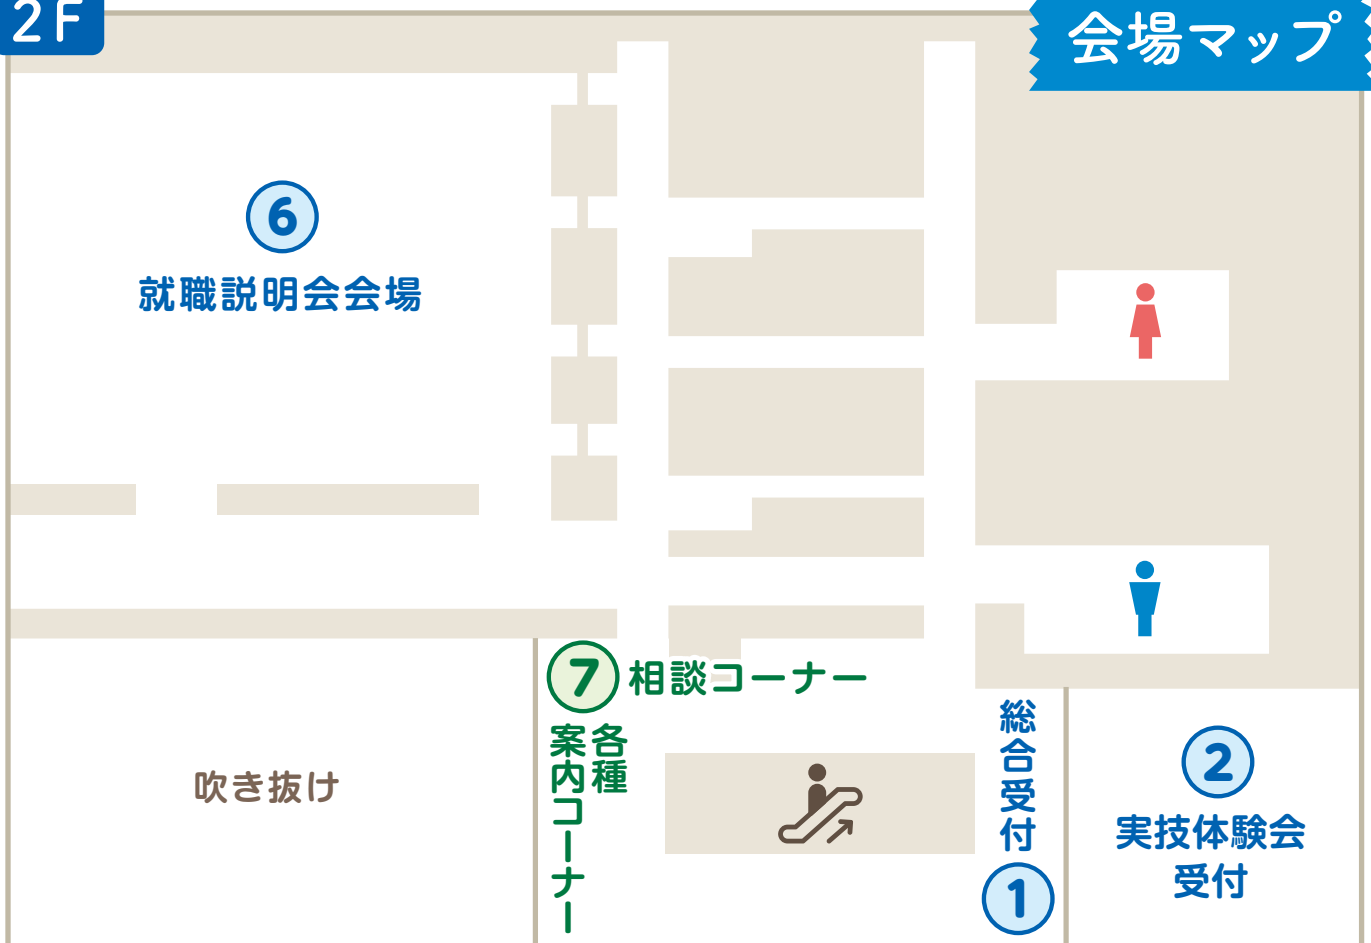 2F
会場マップ
6
就職説明会会場
7
相談コーナー
各種
案内コーナー
吹き抜け
総合受付
1
2
実技体験会
受付